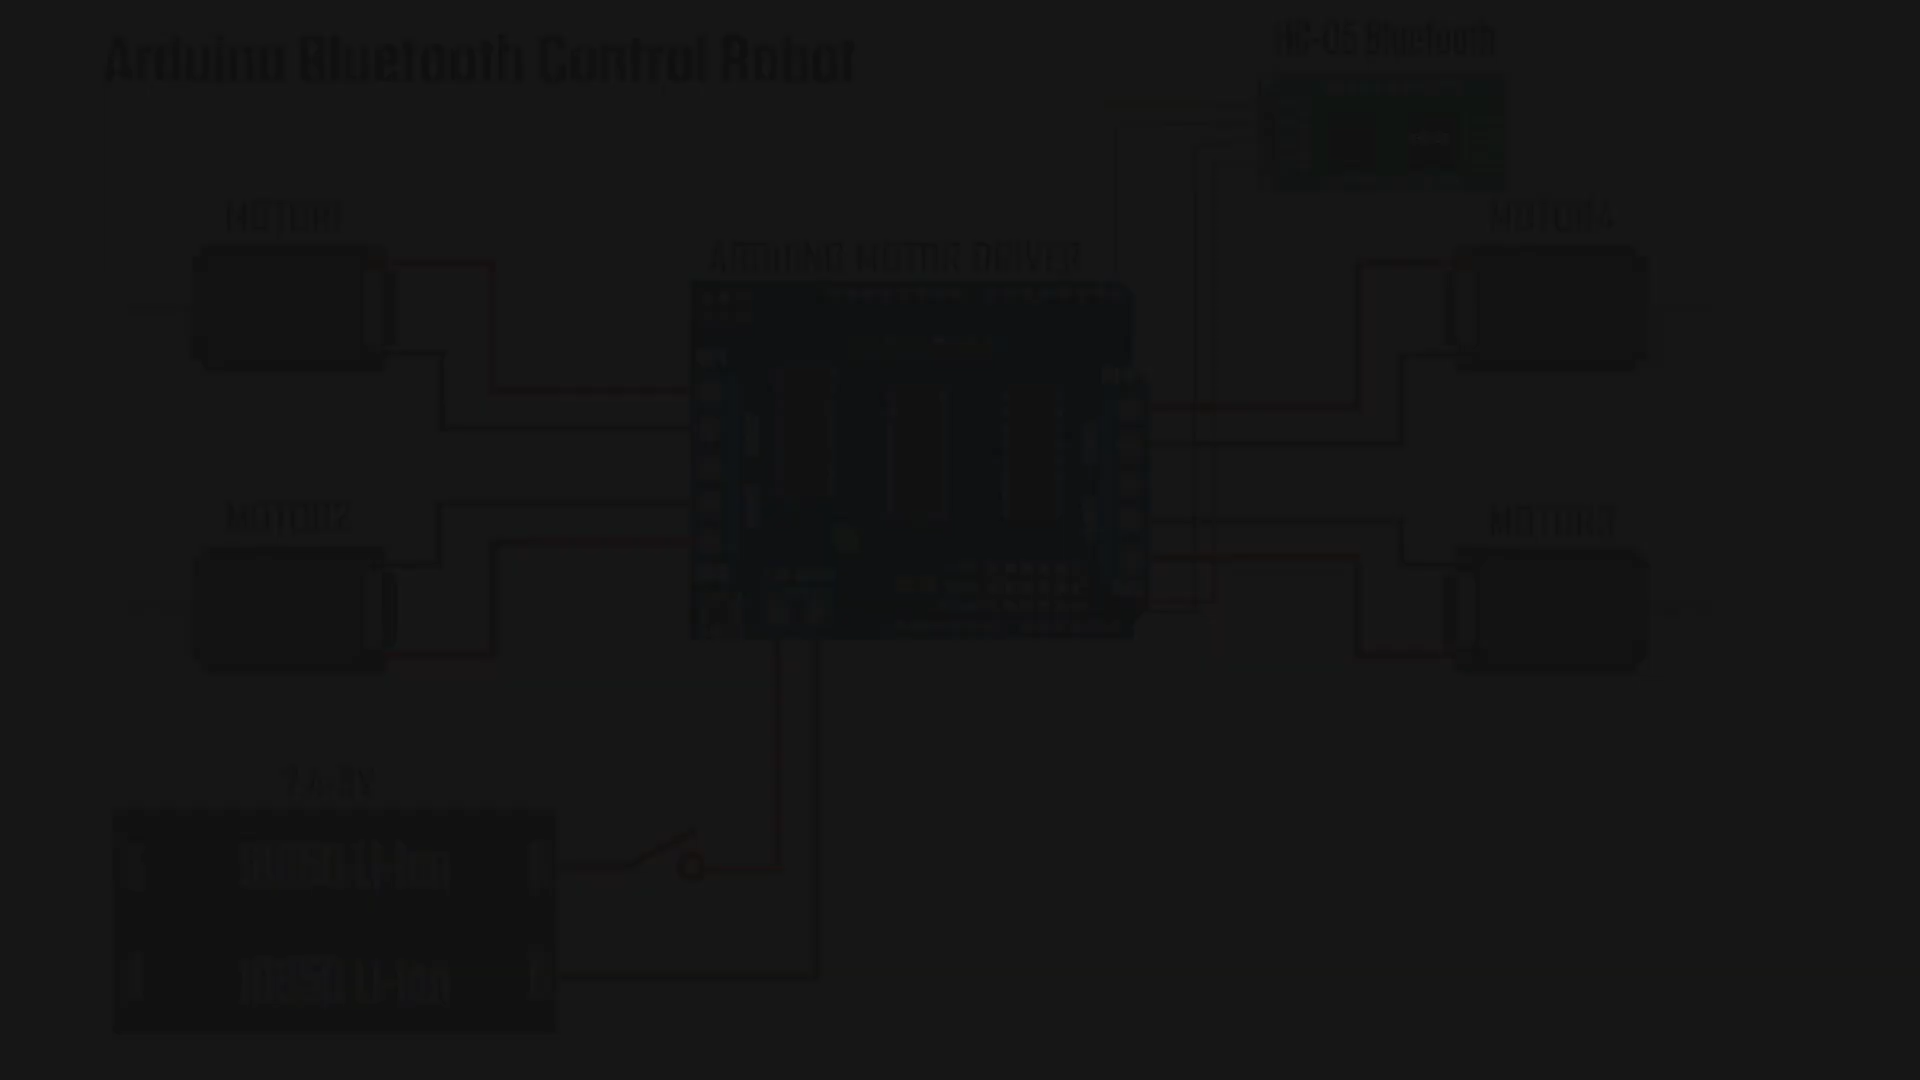 Arduino Bluetooth Control Robot
HC-05 Bluetooth
MOTOR1
MOTOR4
ARDUINO MOTOR DRIVER
MOTOR2
MOTOR3
7.4-9V
18650 Li-ion
18650 Li-ion